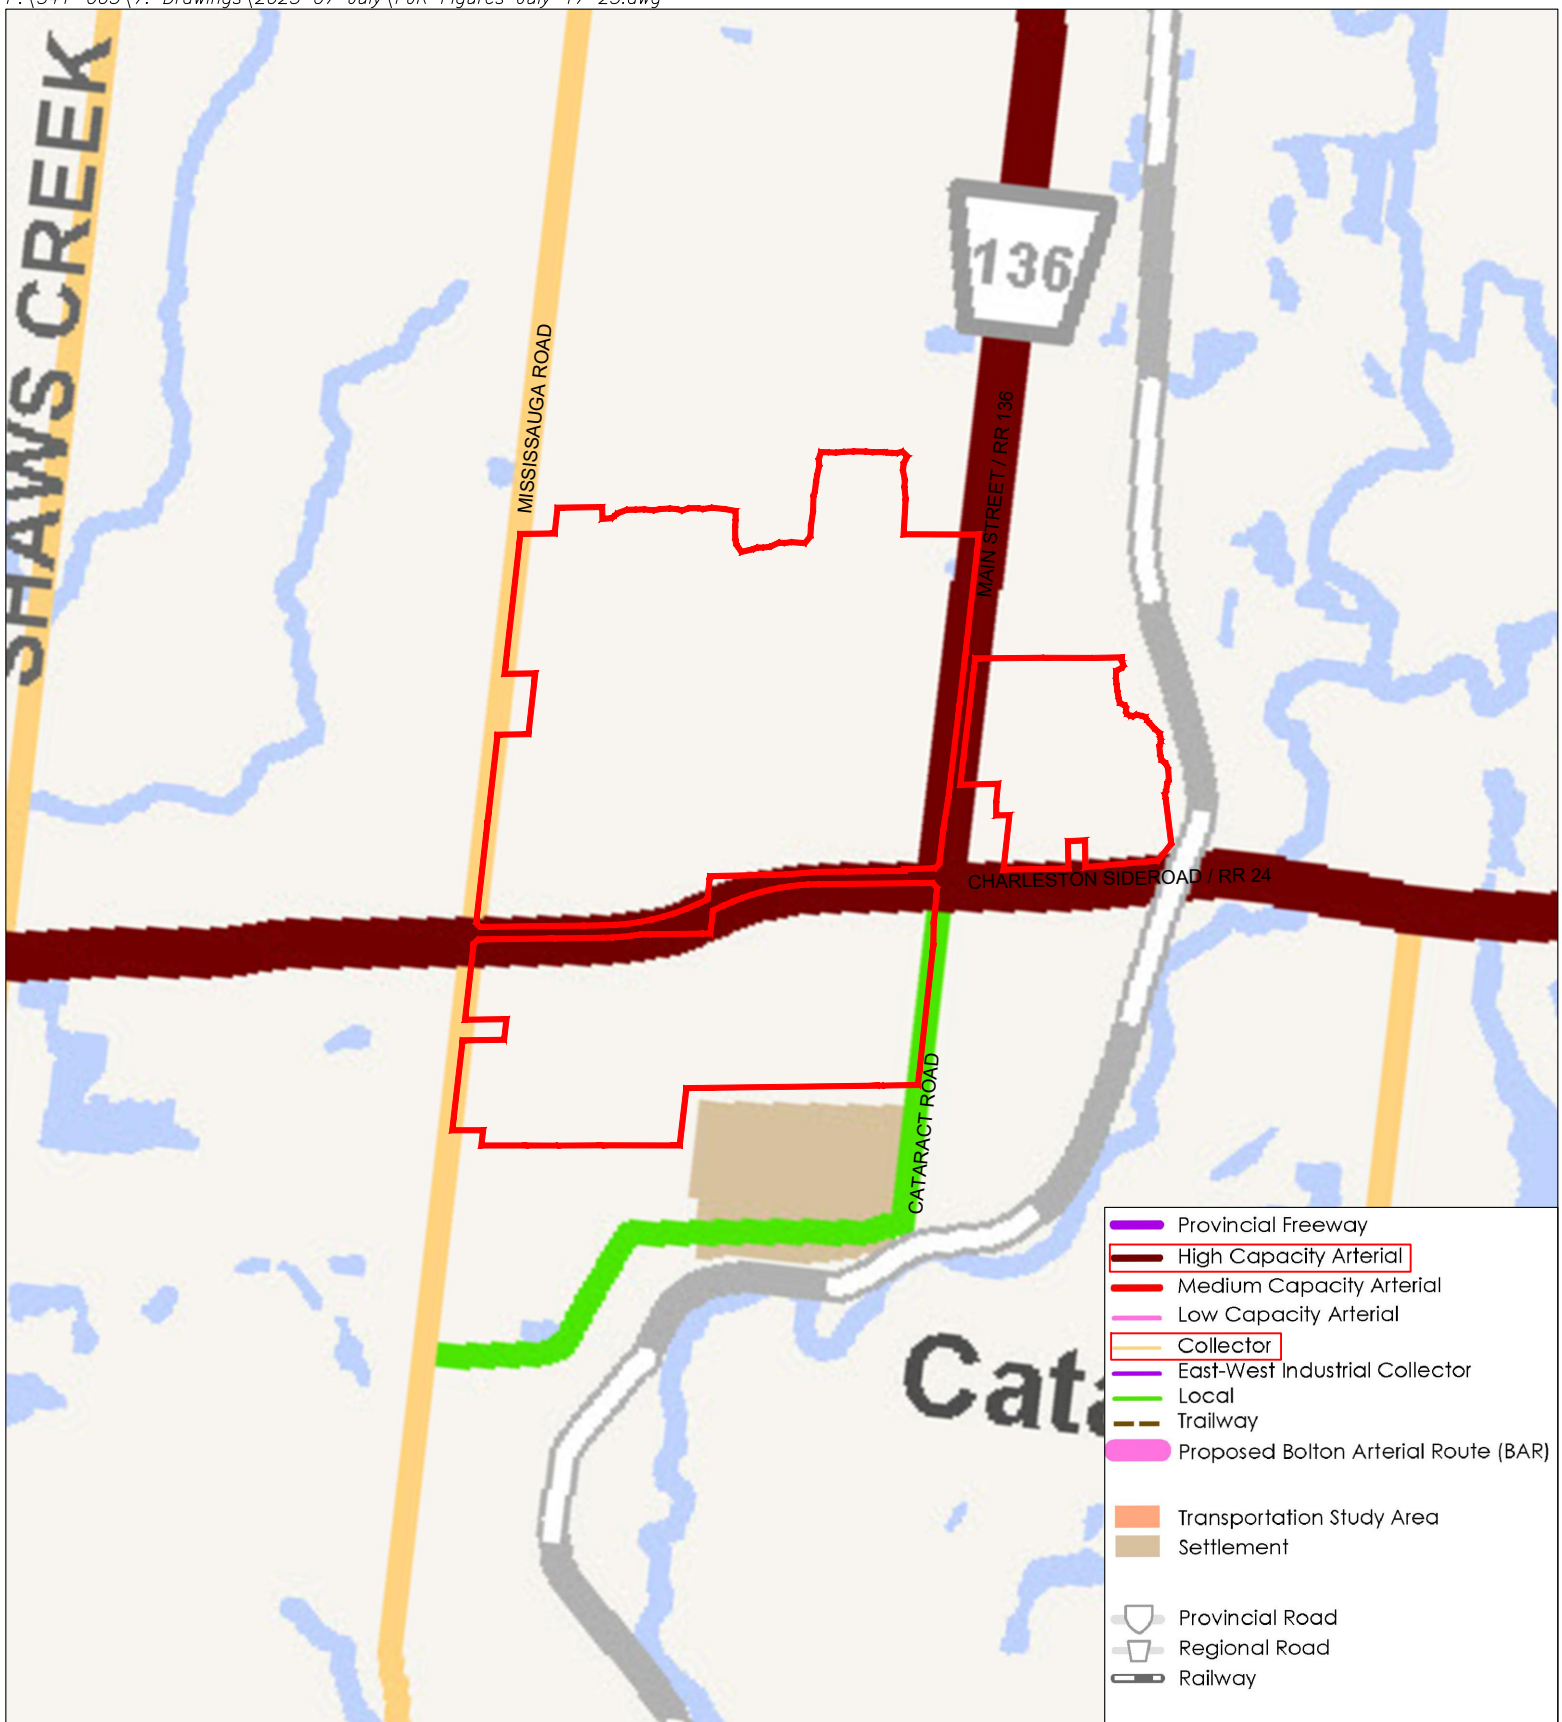 SHAWS CREEK
136
MISSISSAUGA ROAD
MAIN STREET / RR 136
CHARLESTON SIDEROAD / RR 24
CATARACT ROAD
Cata
Provincial Freeway
High Capacity Arterial
Medium Capacity Arterial
Low Capacity Arterial
Collector
East-West Industrial Collector
Local
Trailway
Proposed Bolton Arterial Route (BAR)
Transportation Study Area
Settlement
Provincial Road
Regional Road
Railway